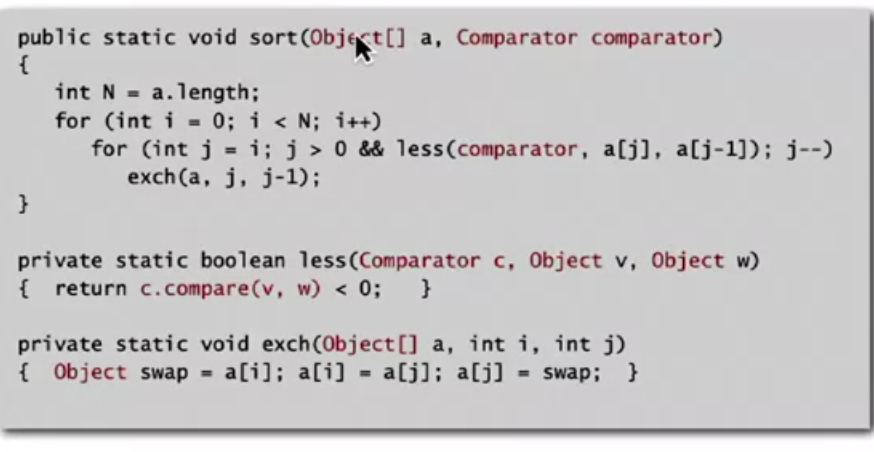 public static void sort(Object[] a, Comparator comparator)
{
int N = a.length;
for (int i = 0; i < N; i++)
for (int j = i; j > 0 && less(comparator, a[j], a[j-1]); j--)
exch(a, j, j-1);
}
private static boolean less(Comparator c, Object v, Object w)
{ return c.compare(v, w) < 0; }
private static void exch(Object[] a, int i, int j)
{ Object swap = a[i]; a[i] = a[j]; a[j] = swap; }